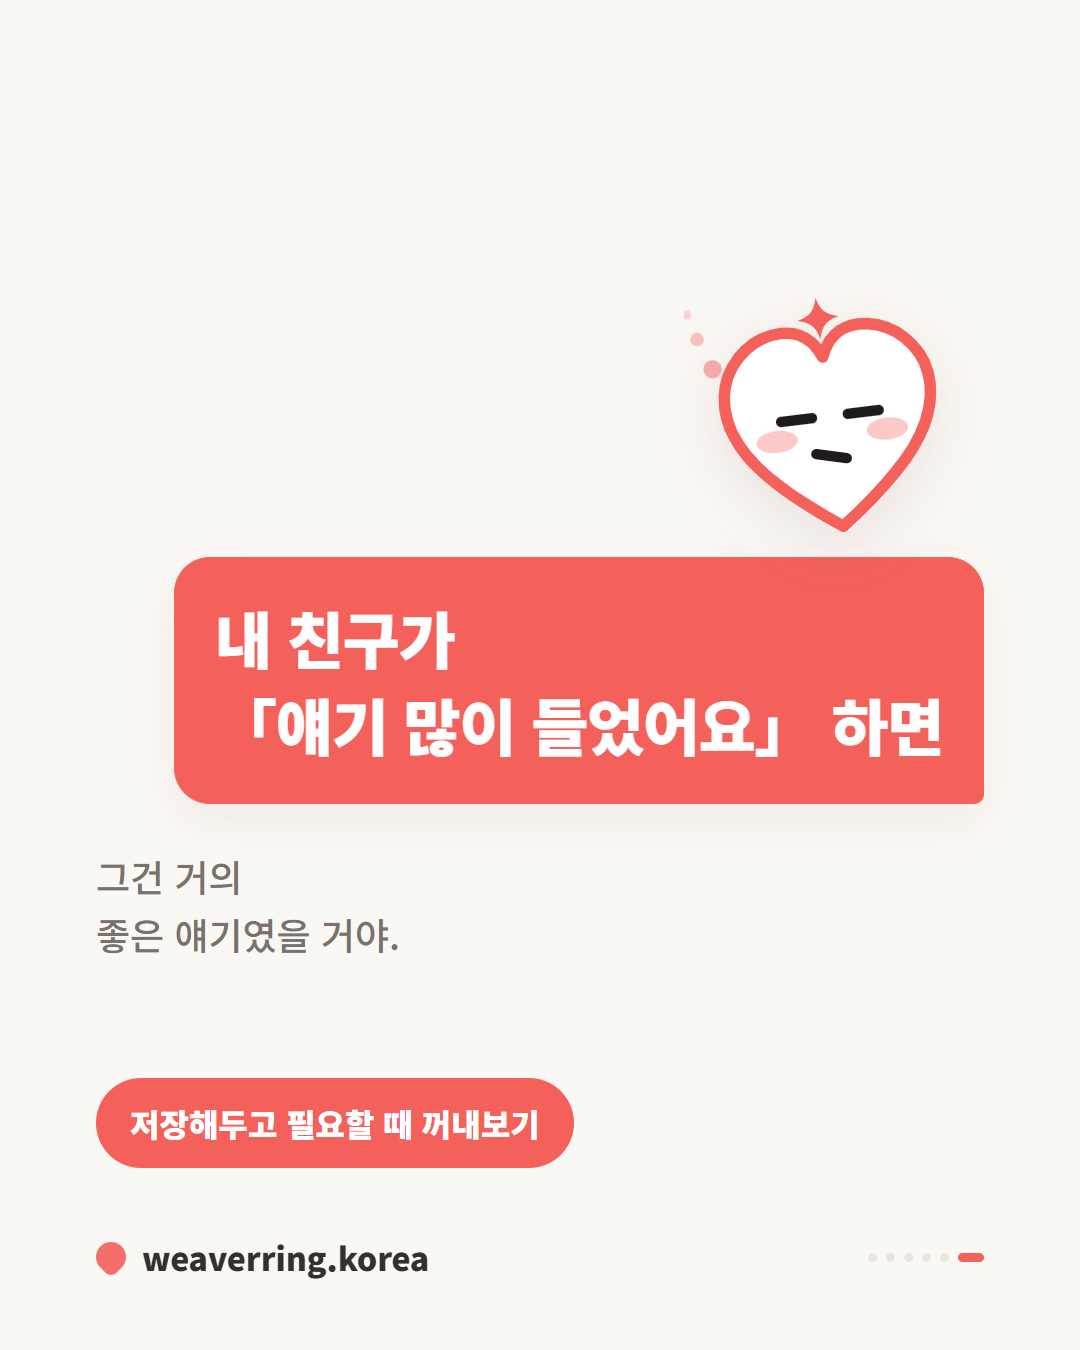 내 친구가
「얘기 많이 들었어요」 하면
그건 거의
좋은 얘기였을 거야.
저장해두고 필요할 때 꺼내보기
weaverring.korea